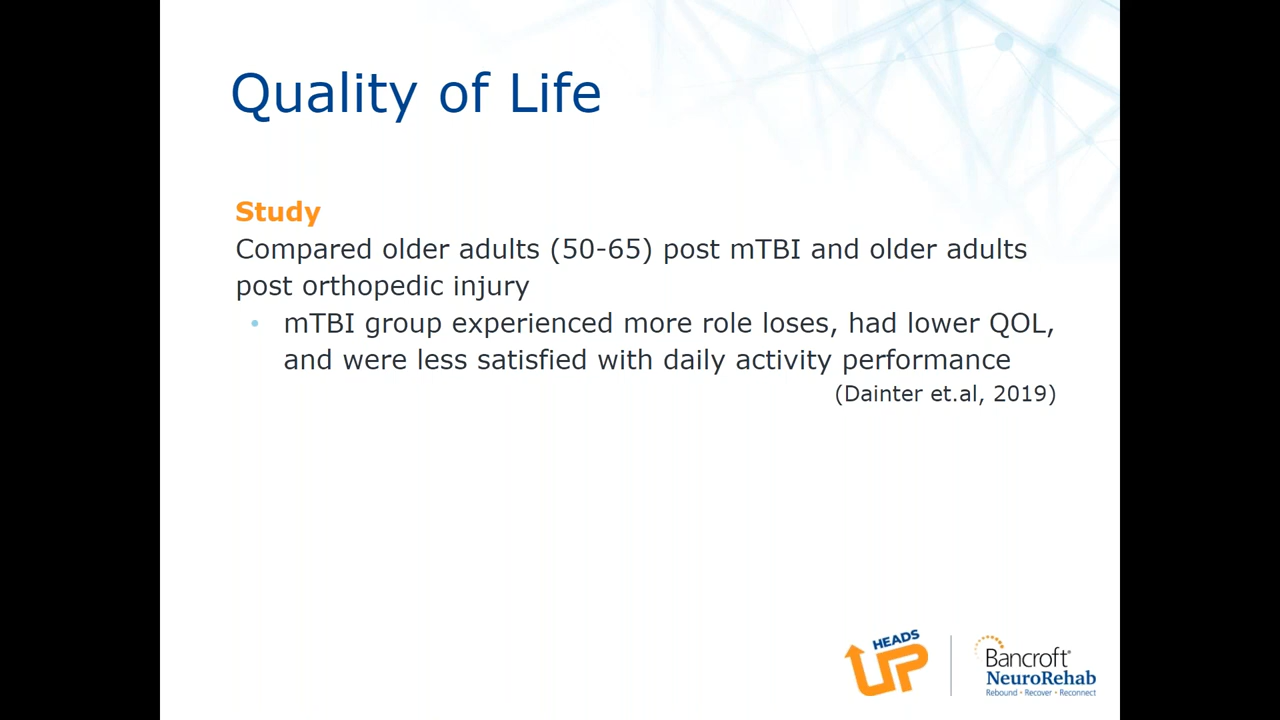 Quality of Life
Study
Compared older adults (50-65) post mTBI and older adults
post orthopedic injury
• mTBI group experienced more role loses, had lower QOL,
and were less satisfied with daily activity performance
(Dainter et.al, 2019)
HEADS
UP
Bancroft®
NeuroRehab
Rebound • Recover • Reconnect